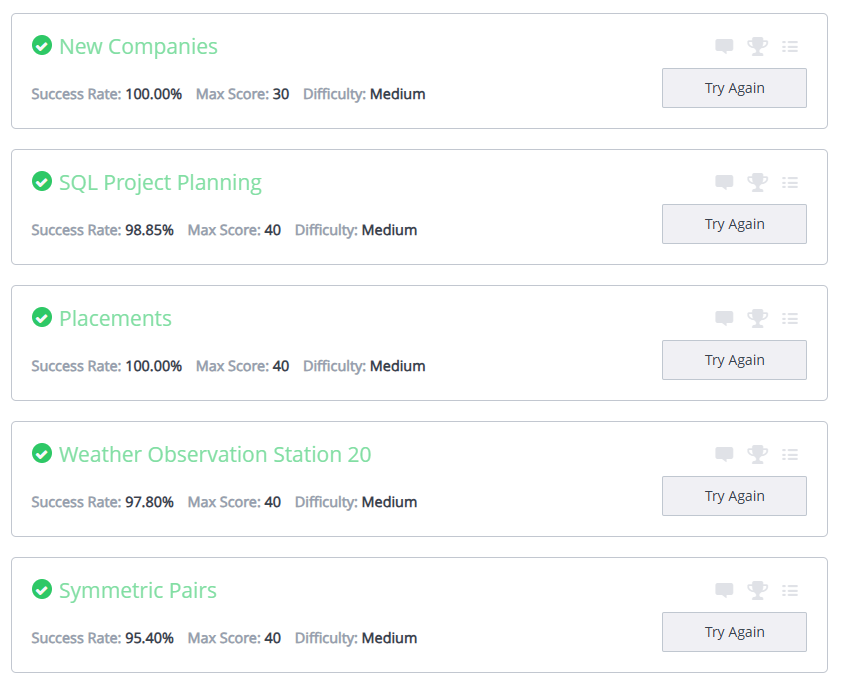 New Companies
Success Rate: 100.00% Max Score: 30 Difficulty: Medium
Try Again
SQL Project Planning
Success Rate: 98.85% Max Score: 40 Difficulty: Medium
Try Again
Placements
Success Rate: 100.00% Max Score: 40 Difficulty: Medium
Try Again
Weather Observation Station 20
Success Rate: 97.80% Max Score: 40 Difficulty: Medium
Try Again
Symmetric Pairs
Success Rate: 95.40% Max Score: 40 Difficulty: Medium
Try Again